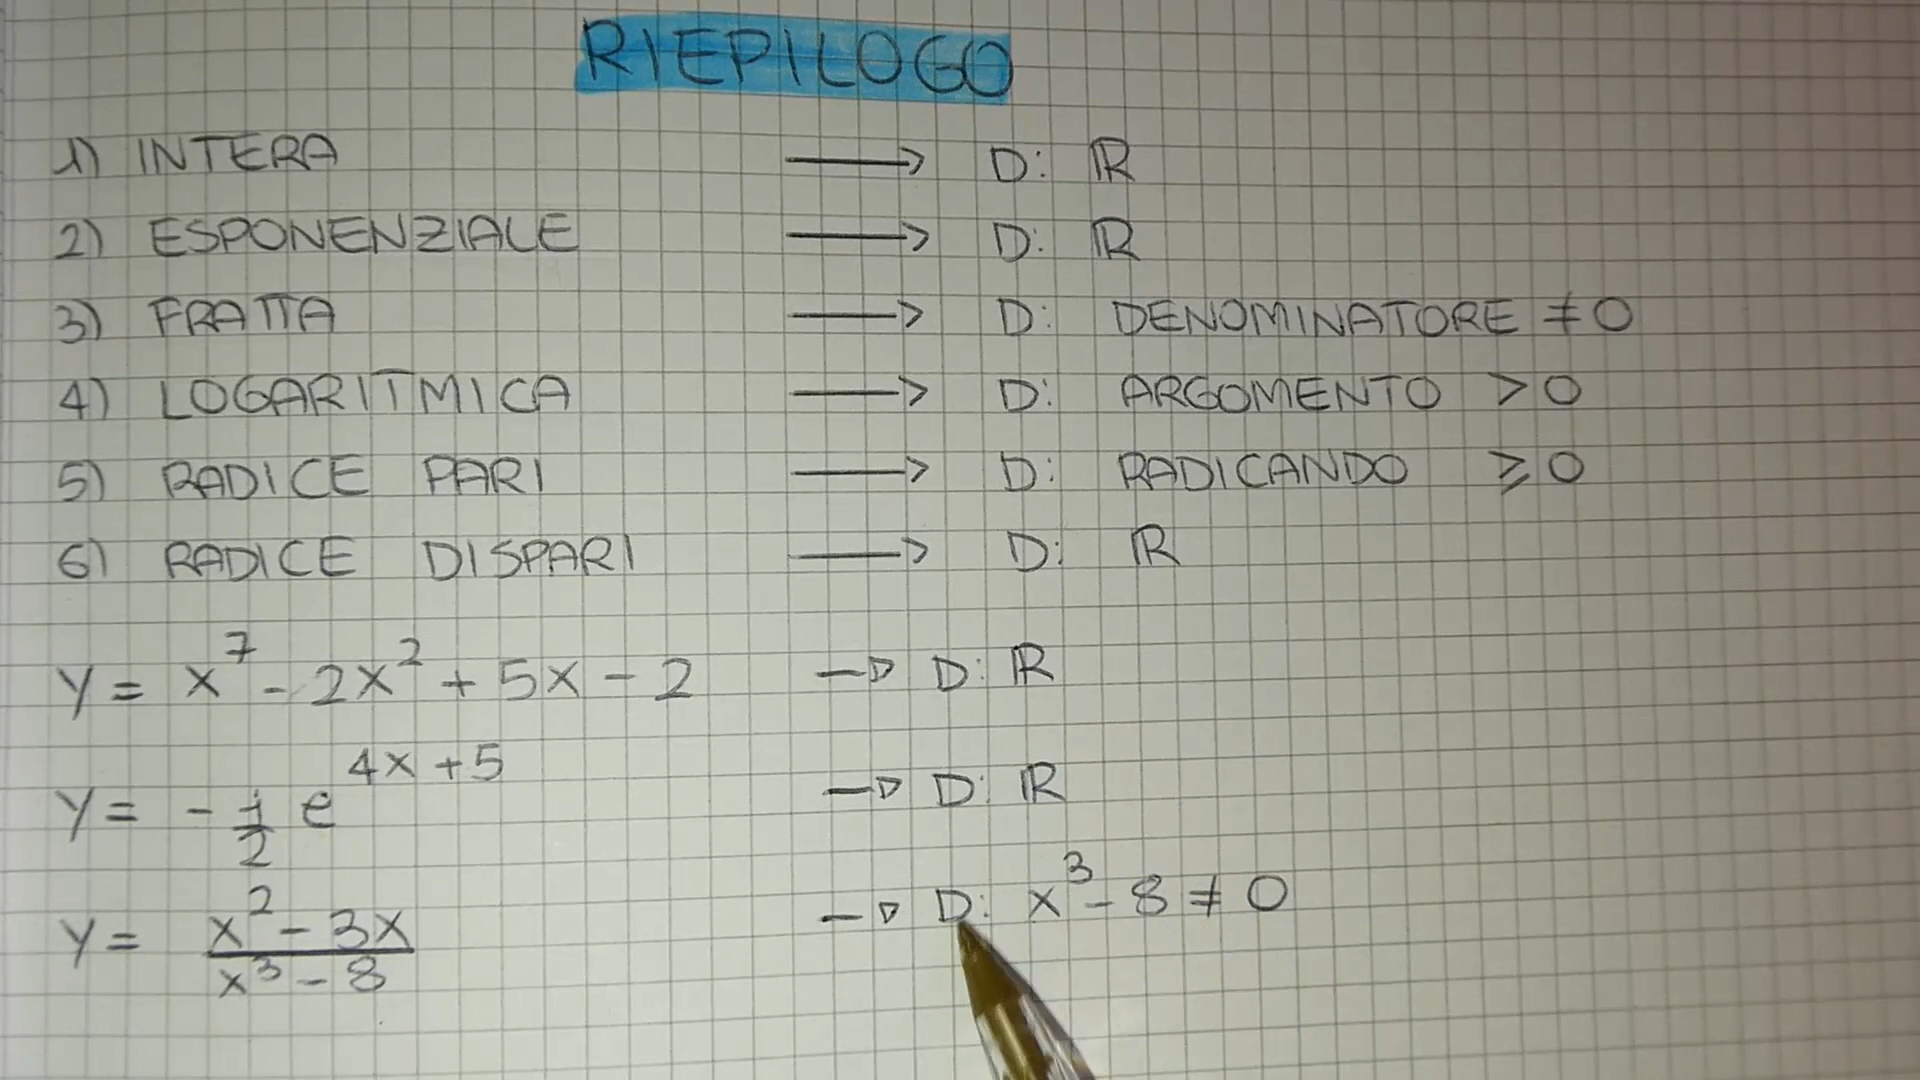 RIEPILOGO
1) INTERA → D: ℝ
2) ESPONENZIALE → D: ℝ
3) FRATTA → D: DENOMINATORE ≠ 0
4) LOGARITMICA → D: ARGOMENTO > 0
5) RADICE PARI → D: RADICANDO ≥ 0
6) RADICE DISPARI → D: ℝ
y = x⁷ - 2x² + 5x - 2 → D: ℝ
y = - 1/2 e^(4x+5) → D: ℝ
y = (x² - 3x)/(x³ - 8) → D: x³ - 8 ≠ 0